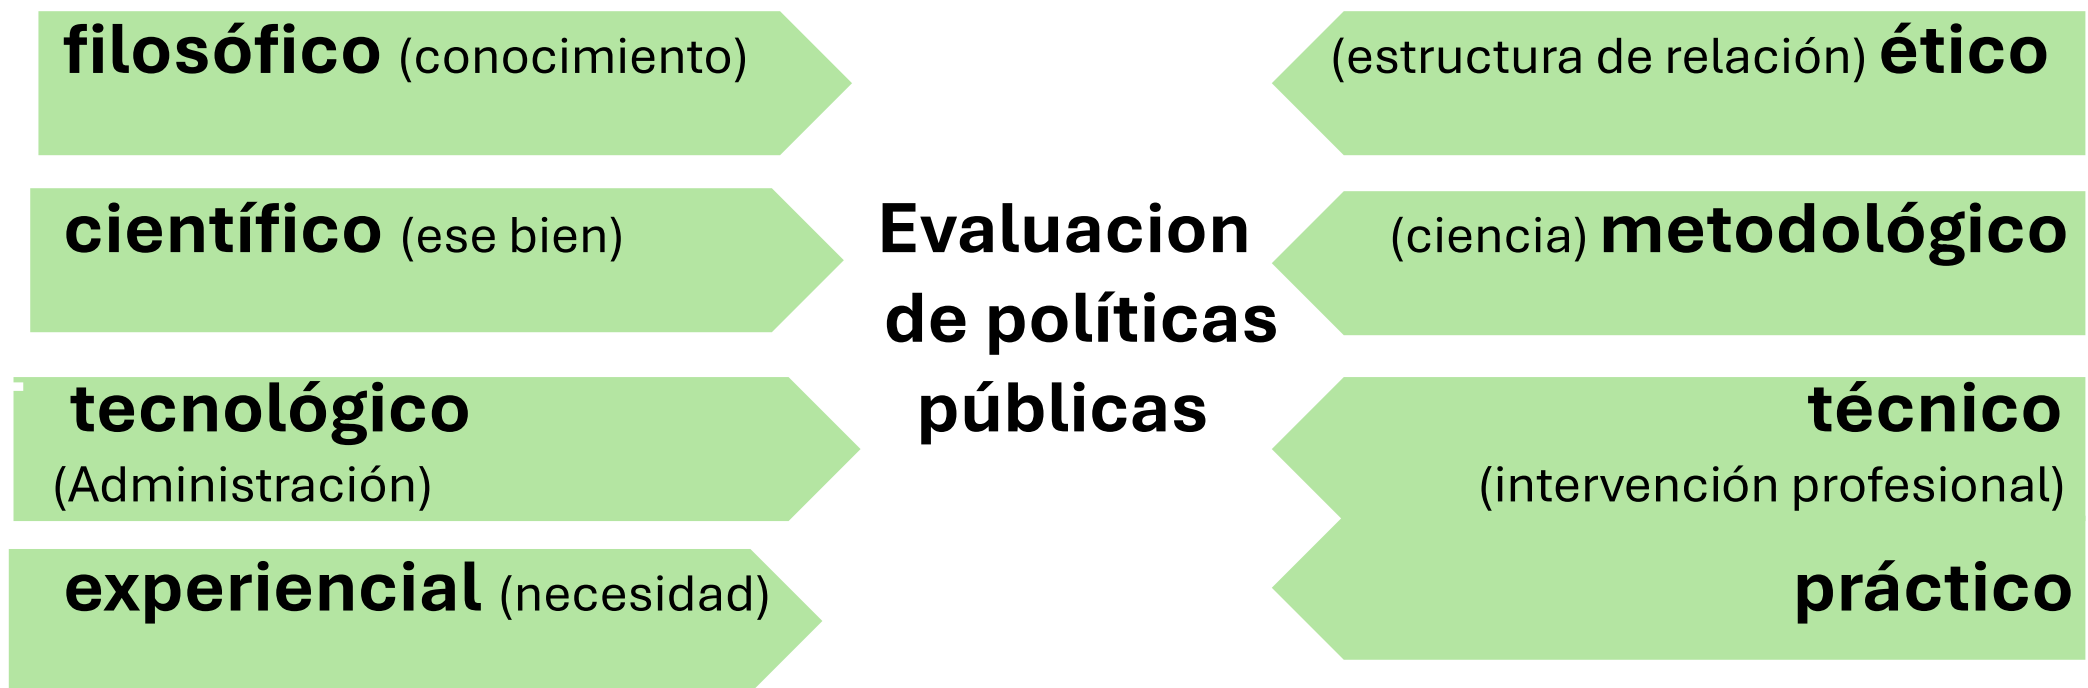 filosófico (conocimiento)
(estructura de relación) ético
científico (ese bien)
Evaluacion
de políticas
públicas
(ciencia) metodológico
tecnológico
(Administración)
técnico
(intervención profesional)
experiencial (necesidad)
práctico